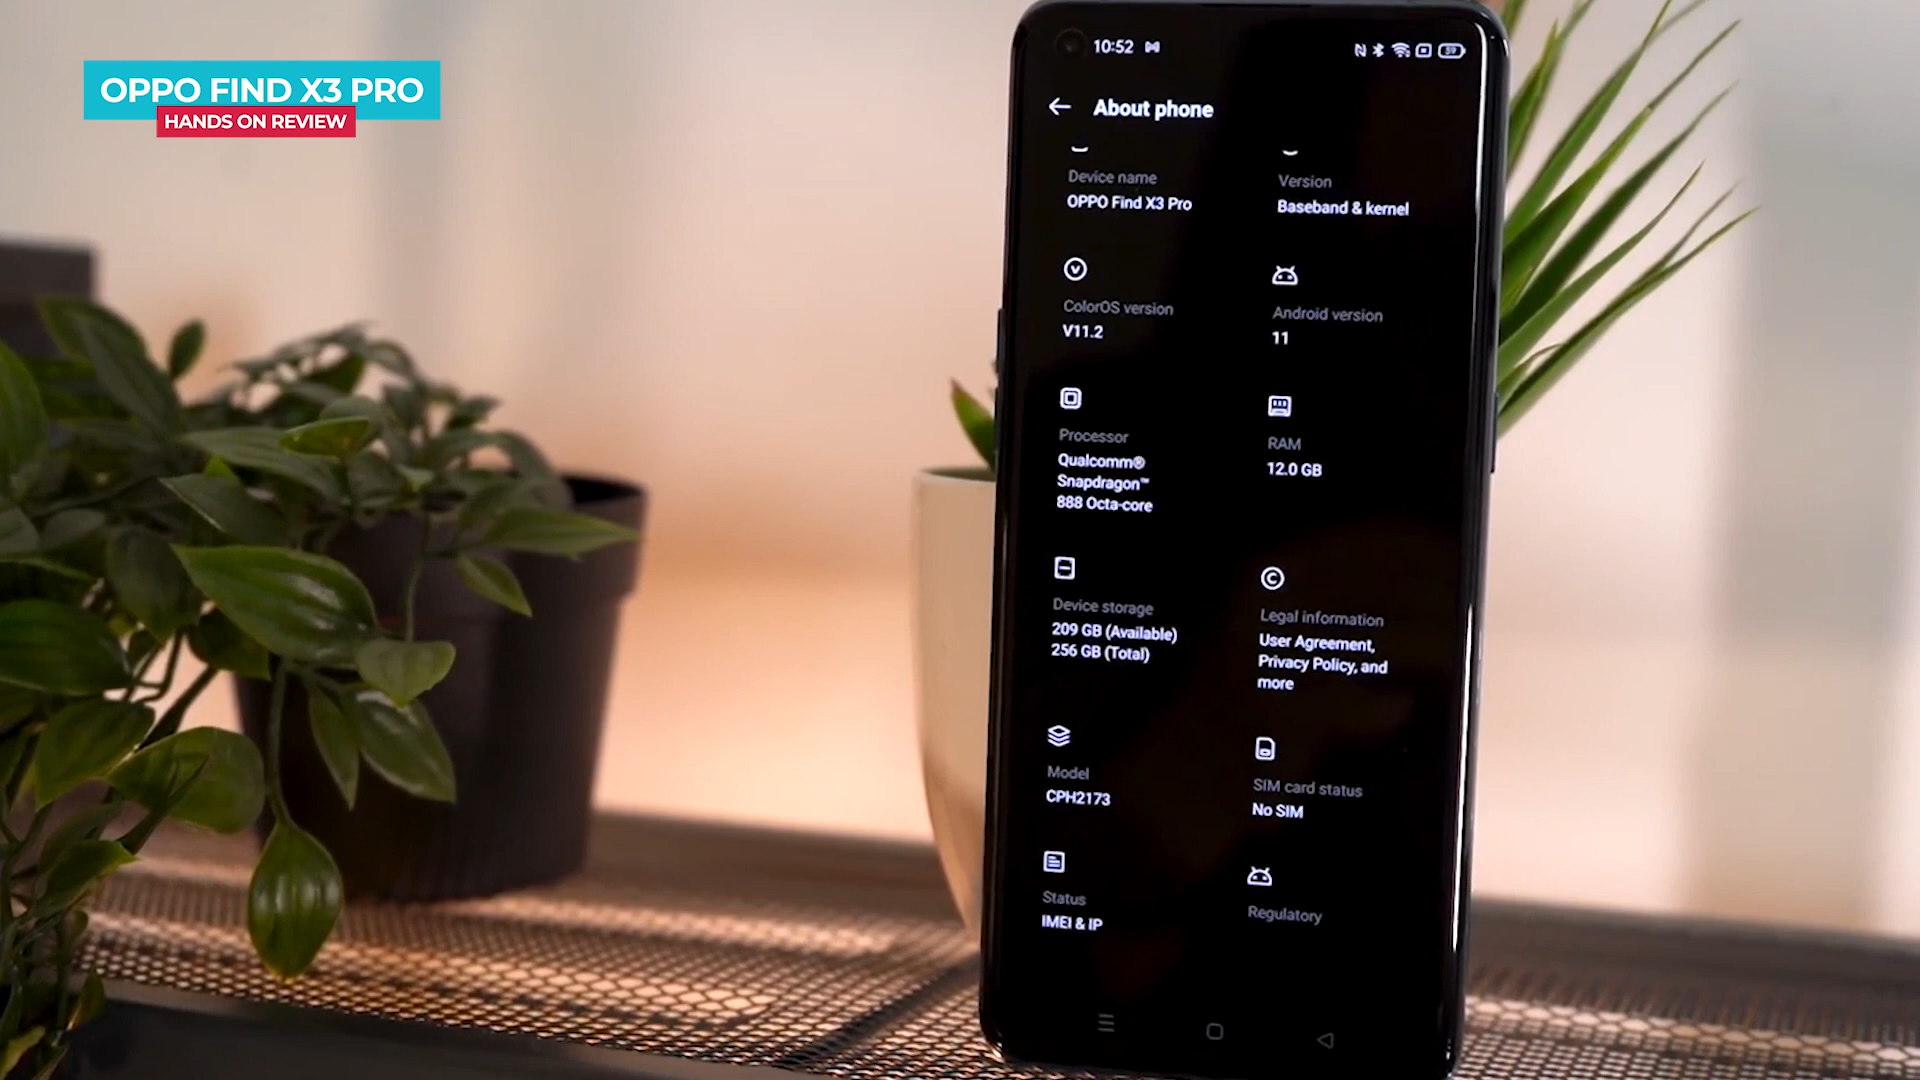 OPPO FIND X3 PRO
HANDS ON REVIEW
10:52
59
About phone
Device name
OPPO Find X3 Pro
Version
Baseband & kernel
ColorOS version
V11.2
Android version
11
Processor
Qualcomm®
Snapdragon™
888 Octa-core
RAM
12.0 GB
Device storage
209 GB (Available)
256 GB (Total)
Legal information
User Agreement,
Privacy Policy, and
more
Model
CPH2173
SIM card status
No SIM
Status
IMEI & IP
Regulatory